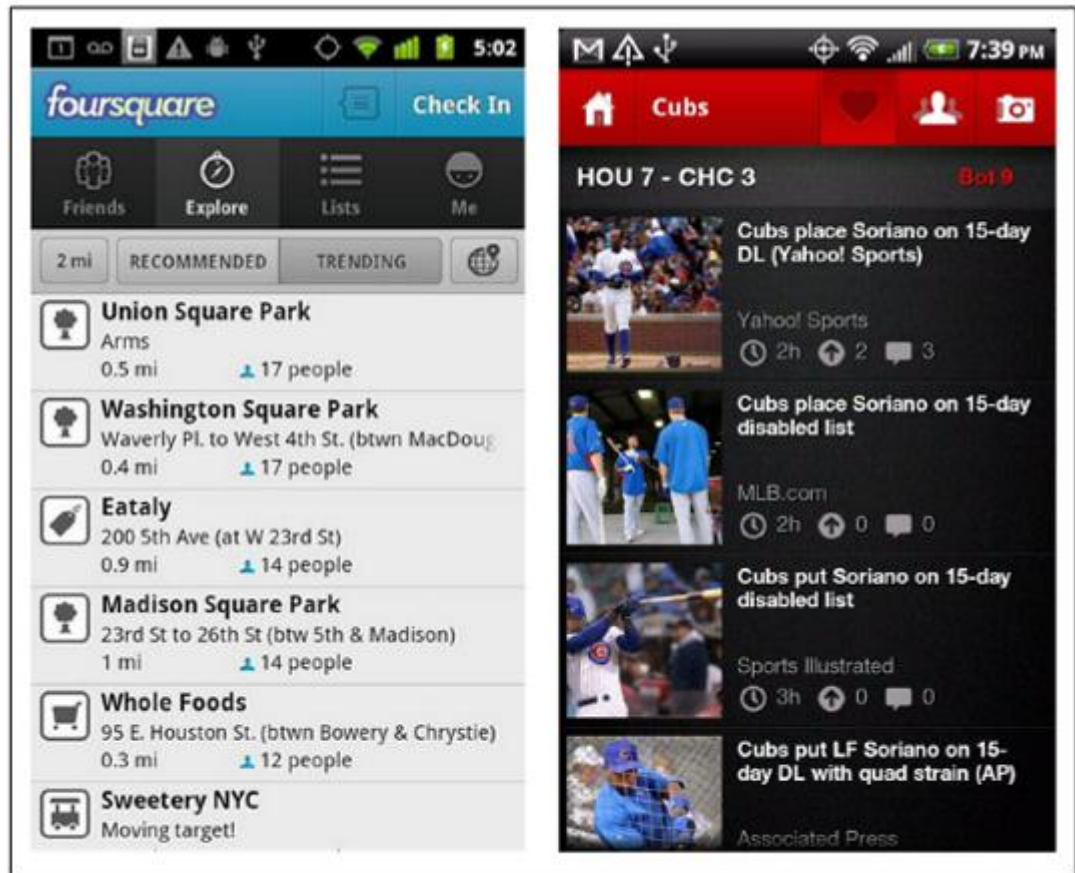 5:02
foursquare
Check In
Friends
Explore
Lists
Me
2 mi
RECOMMENDED
TRENDING
Union Square Park
Arms
0.5 mi 17 people
Washington Square Park
Waverly Pl. to West 4th St. (btwn MacDoug
0.4 mi 17 people
Eataly
200 5th Ave (at W 23rd St)
0.9 mi 14 people
Madison Square Park
23rd St to 26th St (btw 5th & Madison)
1 mi 14 people
Whole Foods
95 E. Houston St. (btwn Bowery & Chrystie)
0.3 mi 12 people
Sweetery NYC
Moving target!
7:39 PM
Cubs
HOU 7 - CHC 3
Bot 9
Cubs place Soriano on 15-day
DL (Yahoo! Sports)
Yahoo! Sports
2h 2 3
Cubs place Soriano on 15-day
disabled list
MLB.com
2h 0 0
Cubs put Soriano on 15-day
disabled list
Sports Illustrated
3h 0 0
Cubs put LF Soriano on 15-
day DL with quad strain (AP)
Associated Press